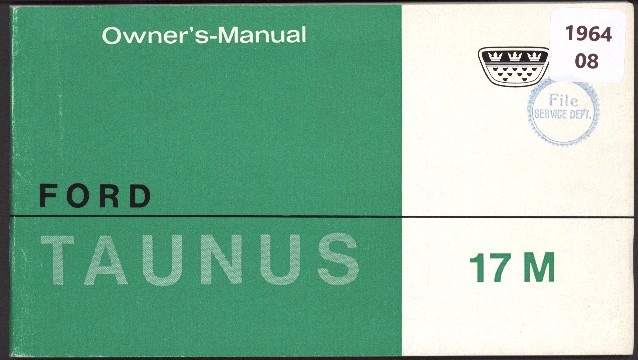 Owner's-Manual
1964
08
File
SERVICE DEPT.
FORD
TAUNUS
17 M